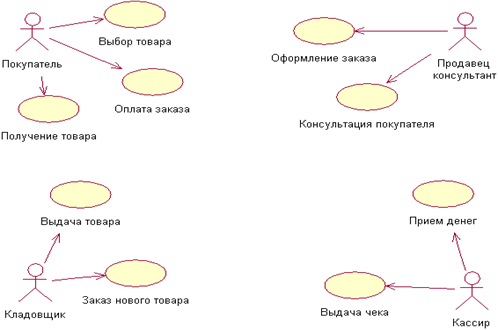 Выбор товара
Покупатель
Оплата заказа
Получение товара
Оформление заказа
Продавец
консультант
Консультация покупателя
Выдача товара
Заказ нового товара
Кладовщик
Прием денег
Выдача чека
Кассир